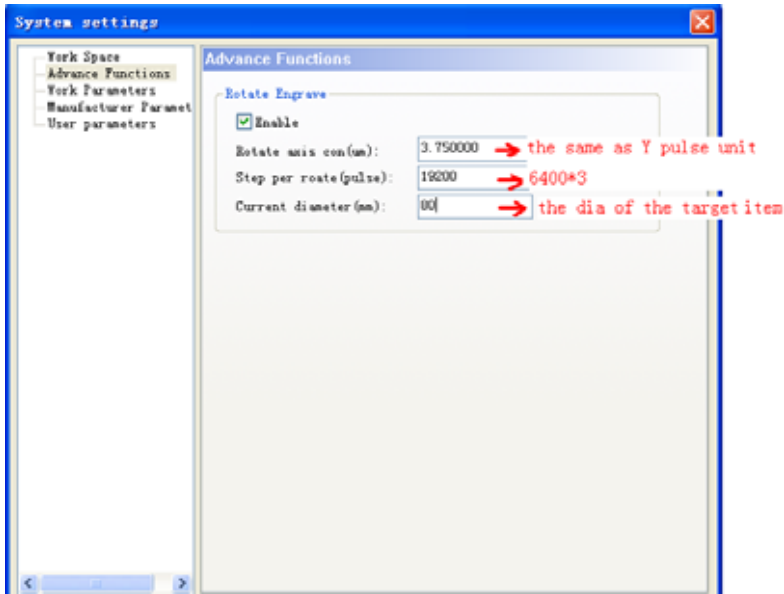 System settings
York Space
Advance Functions
York Parameters
Manufacturer Paramet
User parameters
Advance Functions
Rotate Engrave
Enable
Rotate axis con(um): 3.750000 the same as Y pulse unit
Step per roate(pulse): 19200 6400*3
Current diameter(mm): 80 the dia of the target item